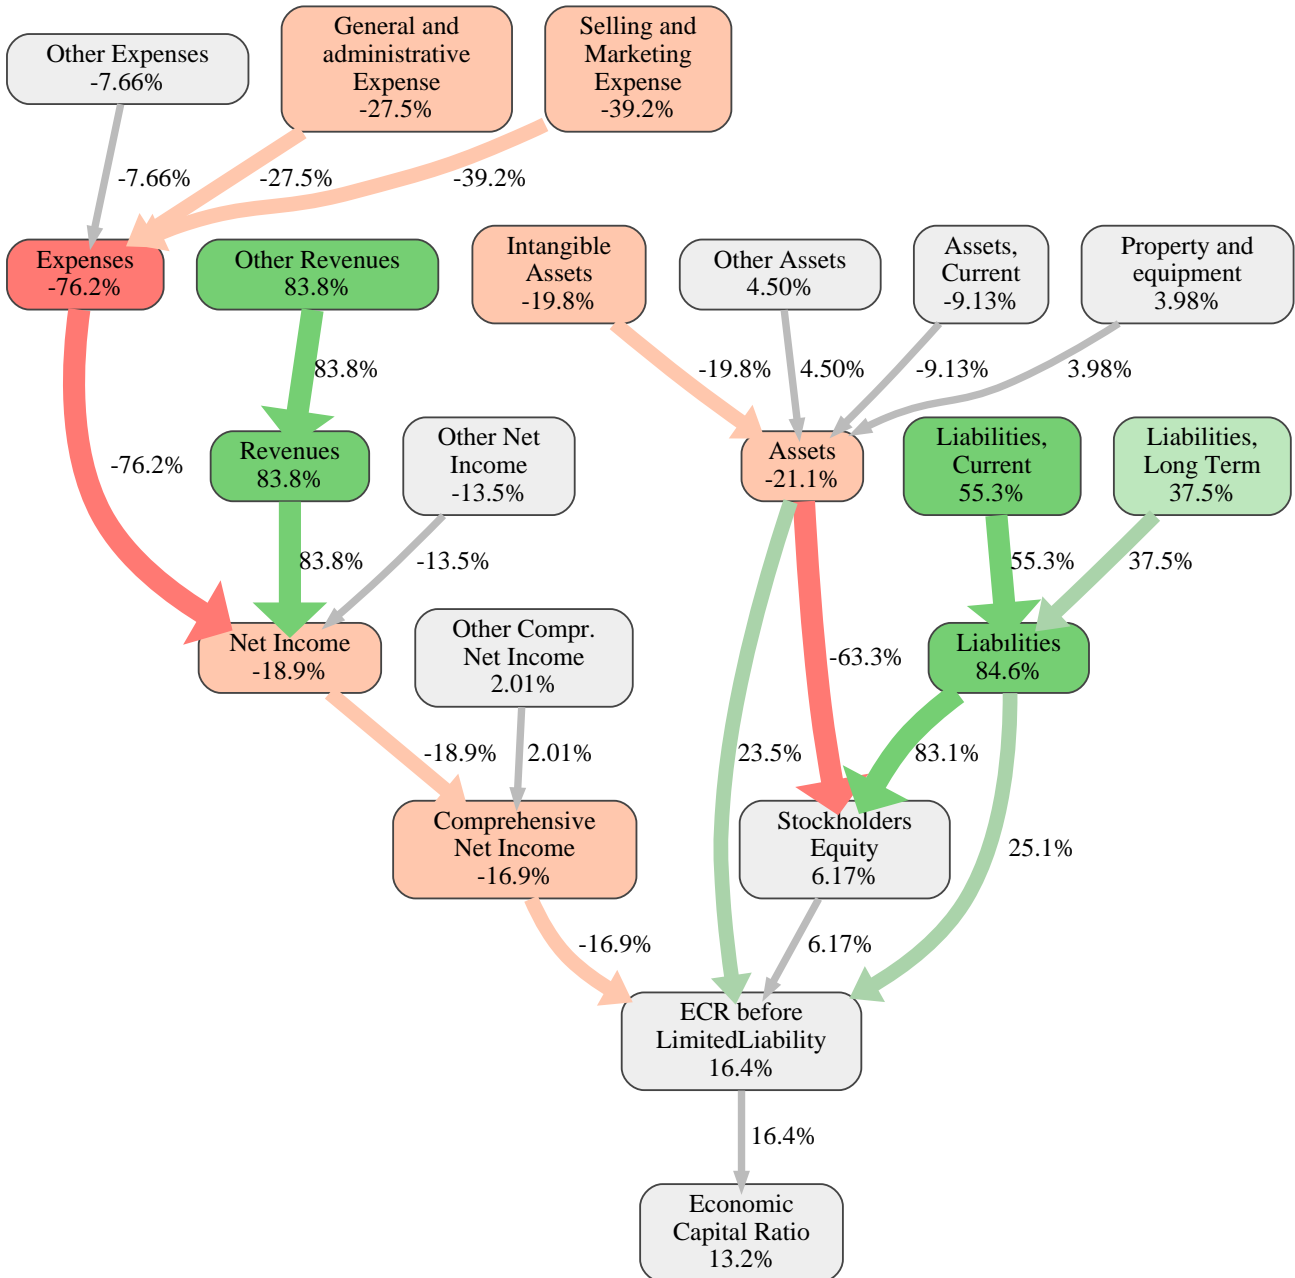 Other Expenses
-7.66%
General and
administrative
Expense
-27.5%
Selling and
Marketing
Expense
-39.2%
-7.66%
-27.5%
-39.2%
Expenses
-76.2%
Other Revenues
83.8%
Intangible
Assets
-19.8%
Other Assets
4.50%
Assets,
Current
-9.13%
Property and
equipment
3.98%
83.8%
-19.8%
4.50%
-9.13%
3.98%
Revenues
83.8%
Other Net
Income
-13.5%
Assets
-21.1%
Liabilities,
Current
55.3%
Liabilities,
Long Term
37.5%
-76.2%
83.8%
-13.5%
55.3%
37.5%
Net Income
-18.9%
Other Compr.
Net Income
2.01%
-63.3%
Liabilities
84.6%
-18.9%
2.01%
23.5%
83.1%
Comprehensive
Net Income
-16.9%
Stockholders
Equity
6.17%
25.1%
-16.9%
6.17%
ECR before
LimitedLiability
16.4%
16.4%
Economic
Capital Ratio
13.2%